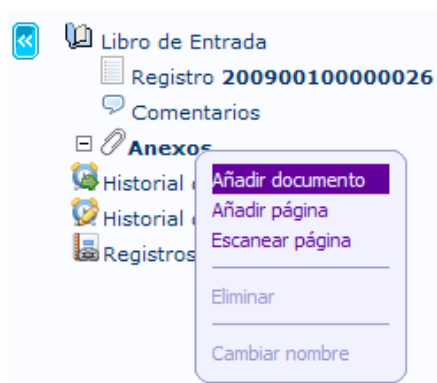 Libro de Entrada
Registro 200900100000026
Comentarios
Anexos
Historial
Historial
Registros
Añadir documento
Añadir página
Escanear página
Eliminar
Cambiar nombre